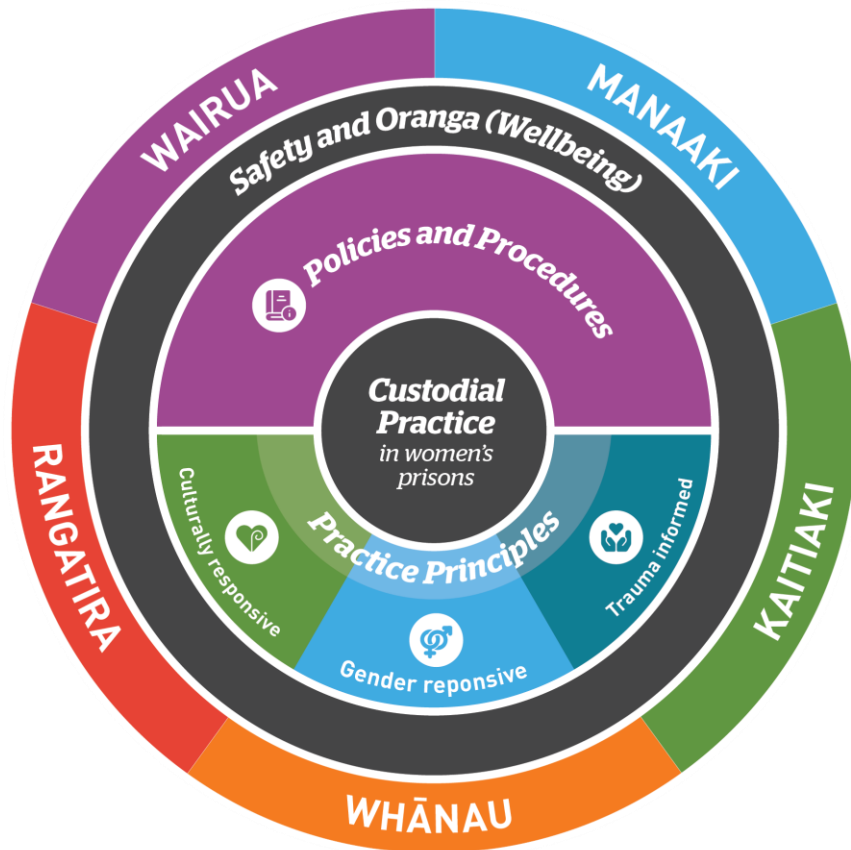 WAIRUA
MANAAKI
KAITIAKI
WHĀNAU
RANGATIRA
Safety and Oranga (Wellbeing)
Policies and Procedures
Custodial
Practice
in women's
prisons
Practice Principles
Culturally responsive
Gender reponsive
Trauma informed